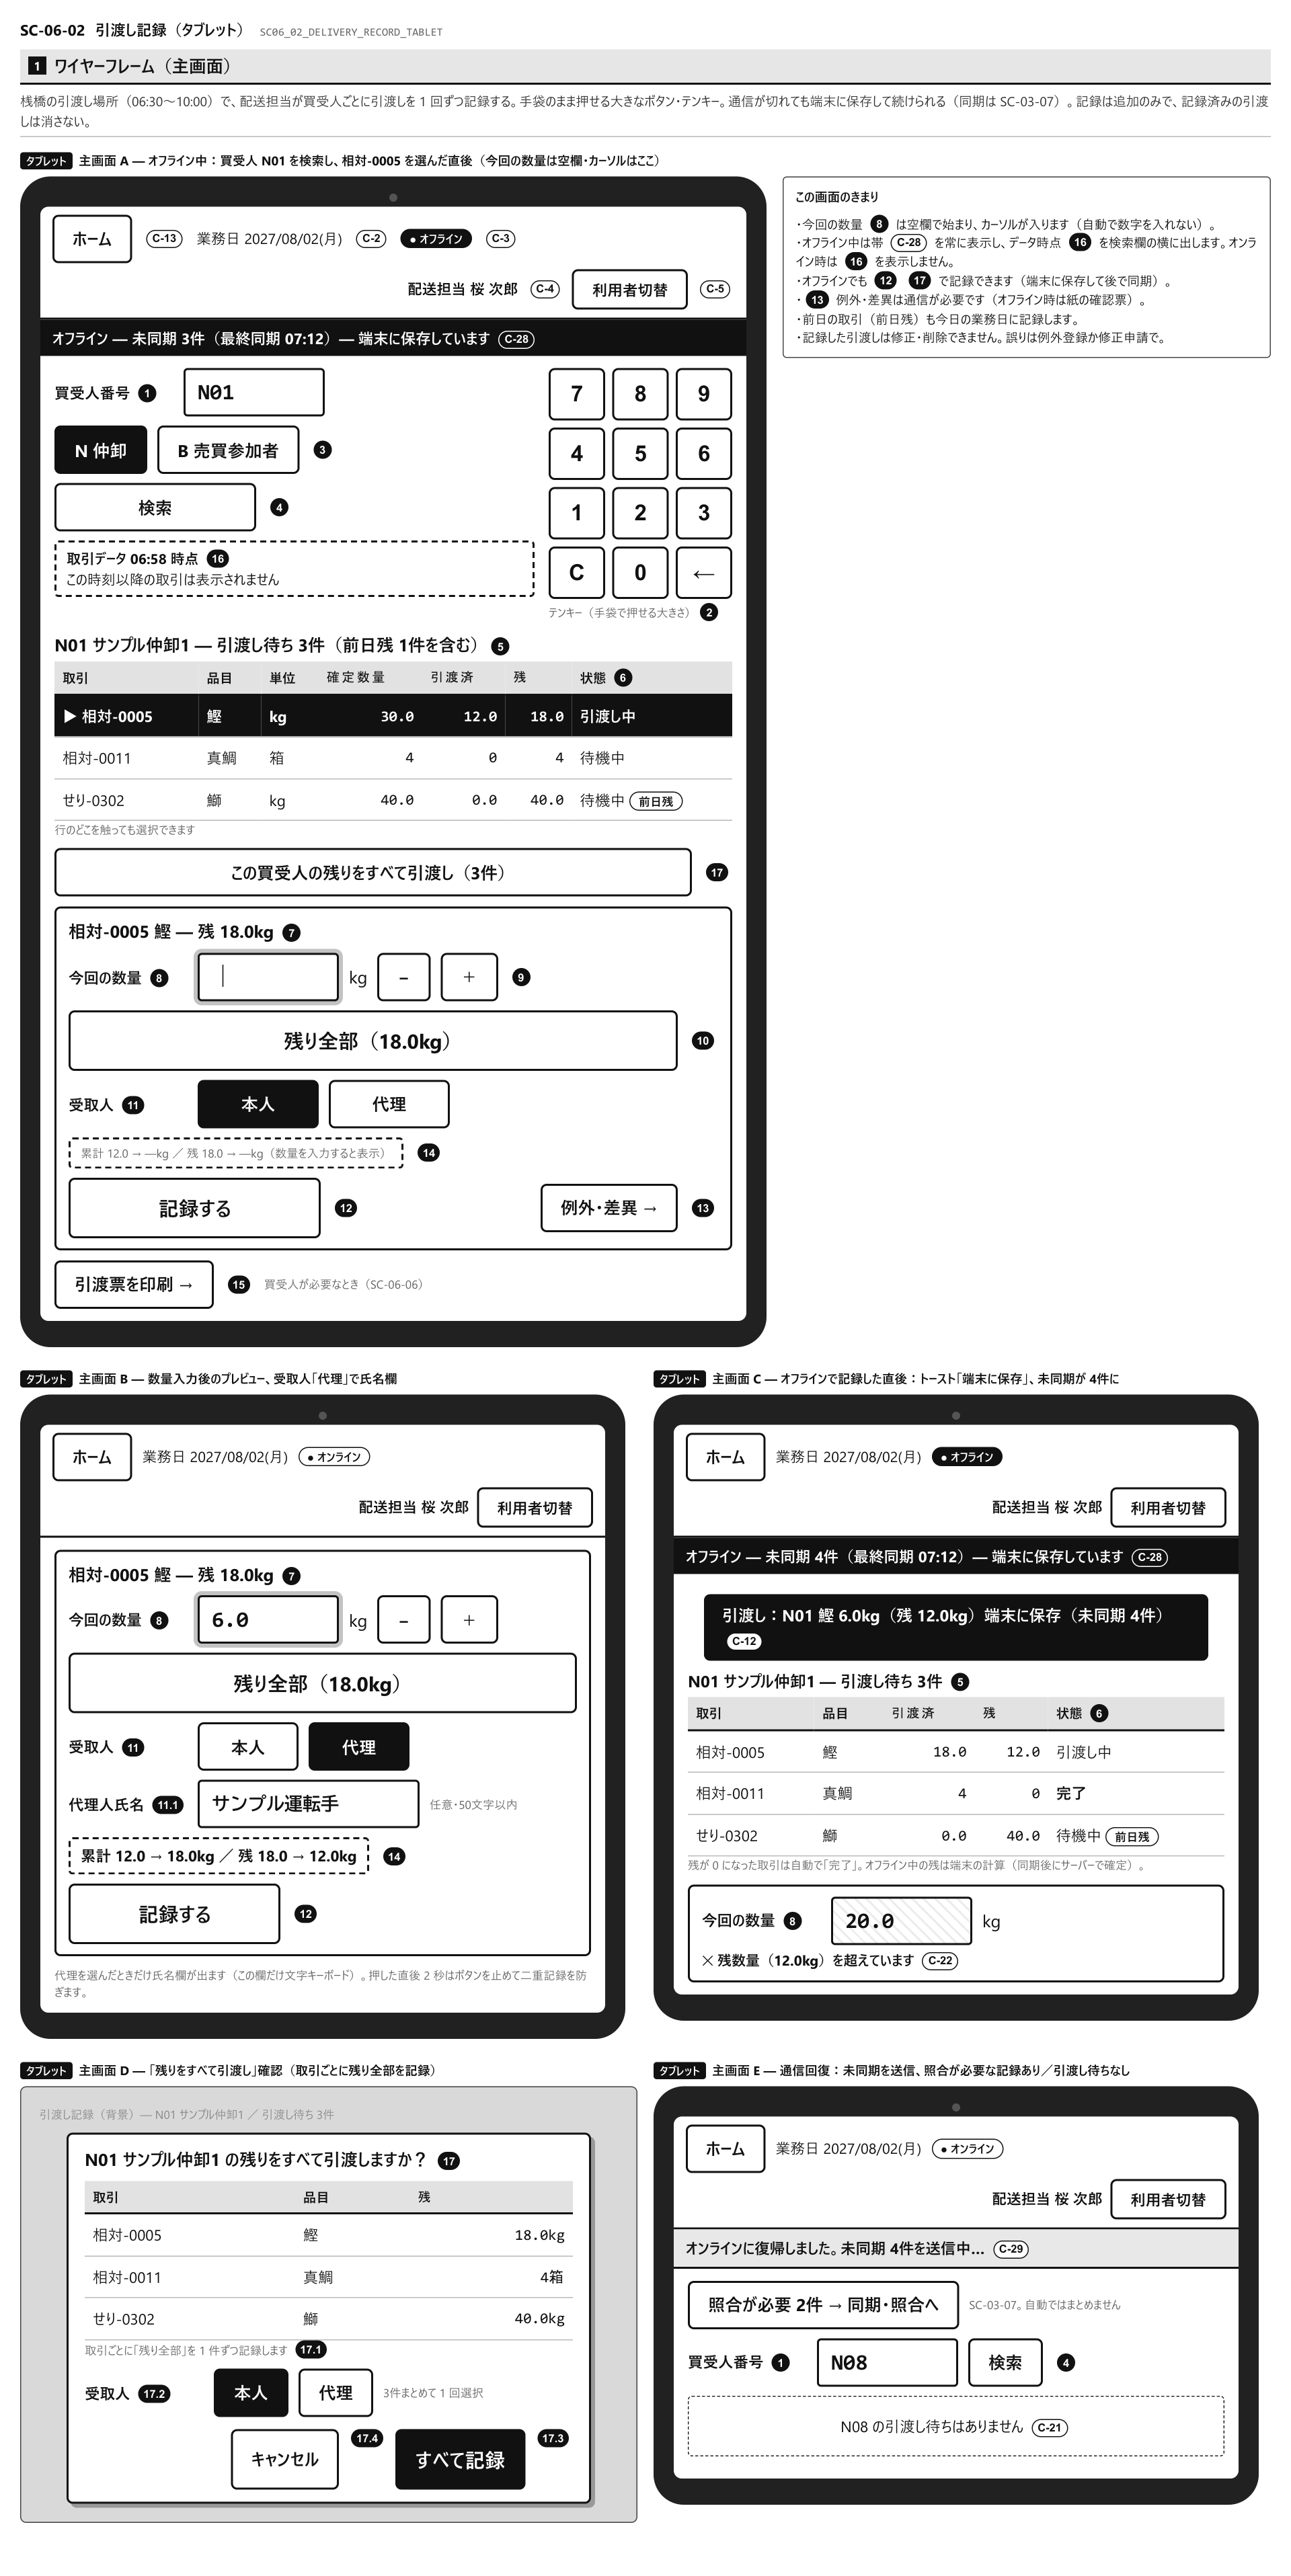 SC-06-02 引渡し記録（タブレット） SC06_02_DELIVERY_RECORD_TABLET
1 ワイヤーフレーム（主画面）
桟橋の引渡し場所（06:30〜10:00）で、配送担当が買受人ごとに引渡しを 1 回ずつ記録する。手袋のまま押せる大きなボタン・テンキー。通信が切れても端末に保存して続けられる（同期は SC-03-07）。記録は追加のみで、記録済みの引渡
しは消さない。
タブレット 主画面 A — オフライン中：買受人 N01 を検索し、相対-0005 を選んだ直後（今回の数量は空欄・カーソルはここ）
ホーム C-13 業務日 2027/08/02(月) C-2 ● オフライン C-3
配送担当 桜 次郎 C-4 利用者切替 C-5
オフライン — 未同期 3件（最終同期 07:12）— 端末に保存しています C-28
買受人番号 1 N01
N 仲卸 B 売買参加者 3
検索 4
取引データ 06:58 時点 16
この時刻以降の取引は表示されません
7 8 9
4 5 6
1 2 3
C 0 ←
テンキー（手袋で押せる大きさ） 2
N01 サンプル仲卸1 — 引渡し待ち 3件（前日残 1件を含む） 5
取引 品目 単位 確定数量 引渡済 残 状態 6
▶ 相対-0005 鰹 kg 30.0 12.0 18.0 引渡し中
相対-0011 真鯛 箱 4 0 4 待機中
せり-0302 鰤 kg 40.0 0.0 40.0 待機中 前日残
行のどこを触っても選択できます
この買受人の残りをすべて引渡し（3件） 17
相対-0005 鰹 — 残 18.0kg 7
今回の数量 8 kg － ＋ 9
残り全部（18.0kg） 10
受取人 11 本人 代理
累計 12.0 → —kg ／ 残 18.0 → —kg（数量を入力すると表示） 14
記録する 12 例外・差異 → 13
引渡票を印刷 → 15 買受人が必要なとき（SC-06-06）
この画面のきまり
・今回の数量 8 は空欄で始まり、カーソルが入ります（自動で数字を入れない）。
・オフライン中は帯 C-28 を常に表示し、データ時点 16 を検索欄の横に出します。オンラ
イン時は 16 を表示しません。
・オフラインでも 12 17 で記録できます（端末に保存して後で同期）。
・ 13 例外・差異は通信が必要です（オフライン時は紙の確認票）。
・前日の取引（前日残）も今日の業務日に記録します。
・記録した引渡しは修正・削除できません。誤りは例外登録か修正申請で。
タブレット 主画面 B — 数量入力後のプレビュー、受取人「代理」で氏名欄
ホーム 業務日 2027/08/02(月) ● オンライン
配送担当 桜 次郎 利用者切替
相対-0005 鰹 — 残 18.0kg 7
今回の数量 8 6.0 kg － ＋
残り全部（18.0kg）
受取人 11 本人 代理
代理人氏名 11.1 サンプル運転手 任意・50文字以内
累計 12.0 → 18.0kg ／ 残 18.0 → 12.0kg 14
記録する 12
代理を選んだときだけ氏名欄が出ます（この欄だけ文字キーボード）。押した直後 2 秒はボタンを止めて二重記録を防
ぎます。
タブレット 主画面 C — オフラインで記録した直後：トースト「端末に保存」、未同期が 4件に
ホーム 業務日 2027/08/02(月) ● オフライン
配送担当 桜 次郎 利用者切替
オフライン — 未同期 4件（最終同期 07:12）— 端末に保存しています C-28
引渡し：N01 鰹 6.0kg（残 12.0kg）端末に保存（未同期 4件）
C-12
N01 サンプル仲卸1 — 引渡し待ち 3件 5
取引 品目 引渡済 残 状態 6
相対-0005 鰹 18.0 12.0 引渡し中
相対-0011 真鯛 4 0 完了
せり-0302 鰤 0.0 40.0 待機中 前日残
残が 0 になった取引は自動で「完了」。オフライン中の残は端末の計算（同期後にサーバーで確定）。
今回の数量 8 20.0 kg
× 残数量（12.0kg）を超えています C-22
タブレット 主画面 D — 「残りをすべて引渡し」確認（取引ごとに残り全部を記録）
引渡し記録（背景）— N01 サンプル仲卸1 ／ 引渡し待ち 3件
N01 サンプル仲卸1 の残りをすべて引渡しますか？ 17
取引 品目 残
相対-0005 鰹 18.0kg
相対-0011 真鯛 4箱
せり-0302 鰤 40.0kg
取引ごとに「残り全部」を 1 件ずつ記録します 17.1
受取人 17.2 本人 代理 3件まとめて 1 回選択
キャンセル 17.4 すべて記録 17.3
タブレット 主画面 E — 通信回復：未同期を送信、照合が必要な記録あり／引渡し待ちなし
ホーム 業務日 2027/08/02(月) ● オンライン
配送担当 桜 次郎 利用者切替
オンラインに復帰しました。未同期 4件を送信中… C-29
照合が必要 2件 → 同期・照合へ SC-03-07。自動ではまとめません
買受人番号 1 N08 検索 4
N08 の引渡し待ちはありません C-21